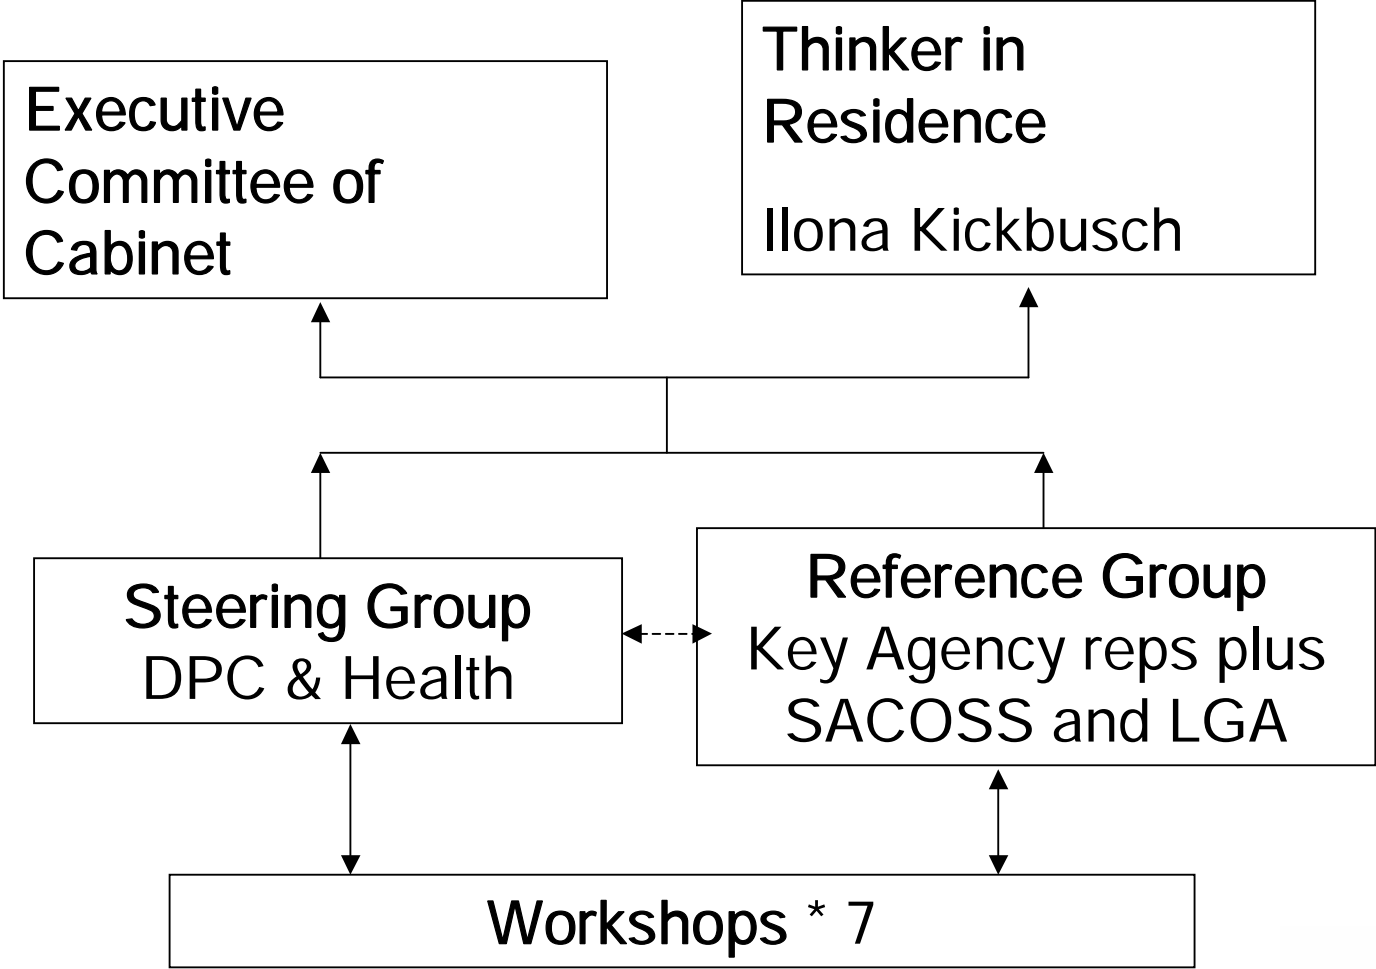 Executive
Committee of
Cabinet
Thinker in
Residence
Ilona Kickbusch
Steering Group
DPC & Health
Reference Group
Key Agency reps plus
SACOSS and LGA
Workshops * 7